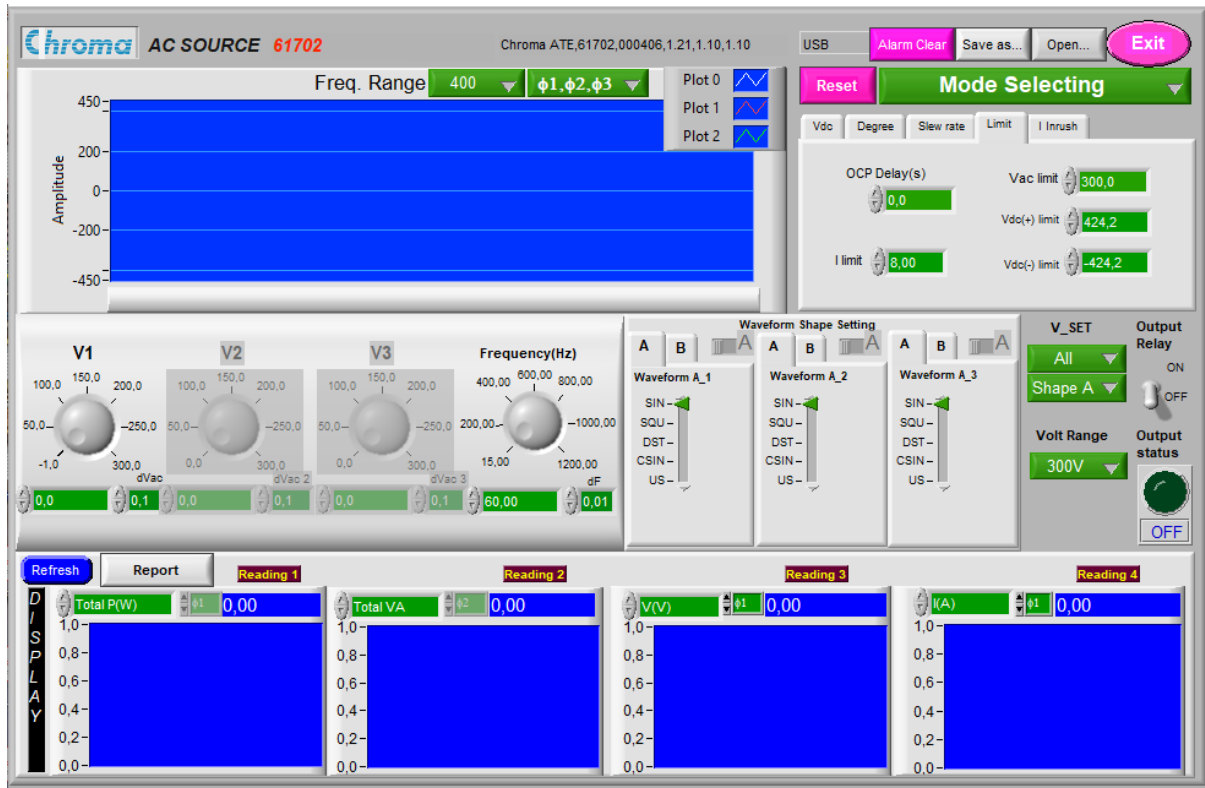 Chroma AC SOURCE 61702 Chroma ATE,61702,000406,1.21,1.10,1.10 USB Alarm Clear Save as... Open... Exit
Freq. Range 400 ϕ1,ϕ2,ϕ3
Plot 0
Plot 1
Plot 2
Amplitude
450
200
0
-200
-450
Reset Mode Selecting
Vdc Degree Slew rate Limit I Inrush
OCP Delay(s)
0,0
I limit 8,00
Vac limit 300,0
Vdc(+) limit 424,2
Vdc(-) limit -424,2
V1
100,0 150,0 200,0
50,0 250,0
-1,0 300,0
dVac
0,0 0,1
V2
100,0 150,0 200,0
50,0 250,0
0,0 300,0
dVac 2
0,0 0,1
V3
100,0 150,0 200,0
50,0 250,0
0,0 300,0
dVac 3
0,0 0,1
Frequency(Hz)
400,00 600,00 800,00
200,00 1000,00
15,00 1200,00
dF
60,00 0,01
Waveform Shape Setting
A B A
Waveform A_1
SIN
SQU
DST
CSIN
US
A B A
Waveform A_2
SIN
SQU
DST
CSIN
US
A B A
Waveform A_3
SIN
SQU
DST
CSIN
US
V_SET
All
Shape A
Volt Range
300V
Output
Relay
ON
OFF
Output
status
OFF
Refresh Report
DISPLAY
Reading 1
Total P(W) ϕ1 0,00
1,0
0,8
0,6
0,4
0,2
0,0
Reading 2
Total VA ϕ2 0,00
1,0
0,8
0,6
0,4
0,2
0,0
Reading 3
V(V) ϕ1 0,00
1,0
0,8
0,6
0,4
0,2
0,0
Reading 4
I(A) ϕ1 0,00
1,0
0,8
0,6
0,4
0,2
0,0